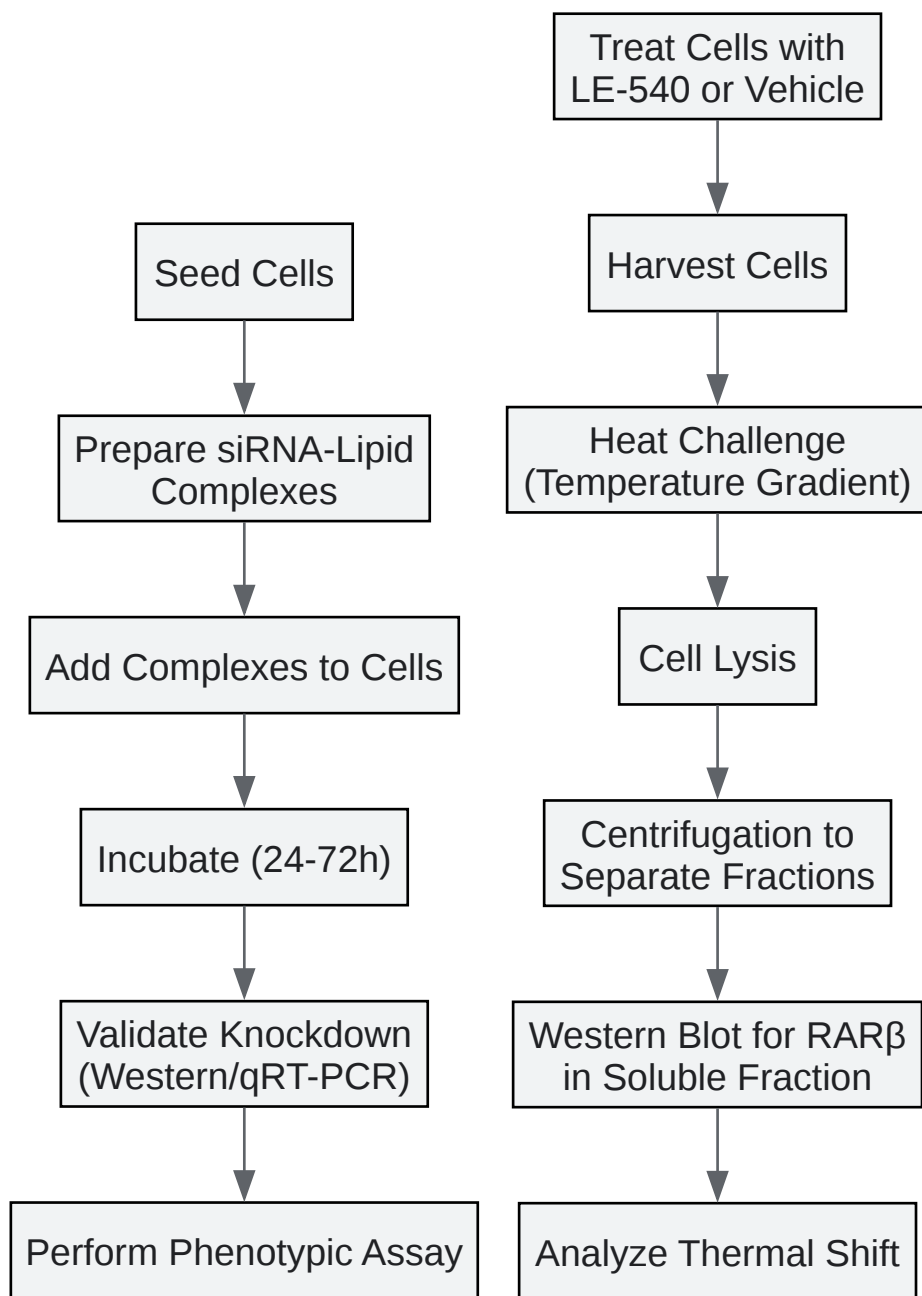 Seed Cells
Prepare siRNA-Lipid
Complexes
Add Complexes to Cells
Incubate (24-72h)
Validate Knockdown
(Western/qRT-PCR)
Perform Phenotypic Assay
Treat Cells with
LE-540 or Vehicle
Harvest Cells
Heat Challenge
(Temperature Gradient)
Cell Lysis
Centrifugation to
Separate Fractions
Western Blot for RARβ
in Soluble Fraction
Analyze Thermal Shift